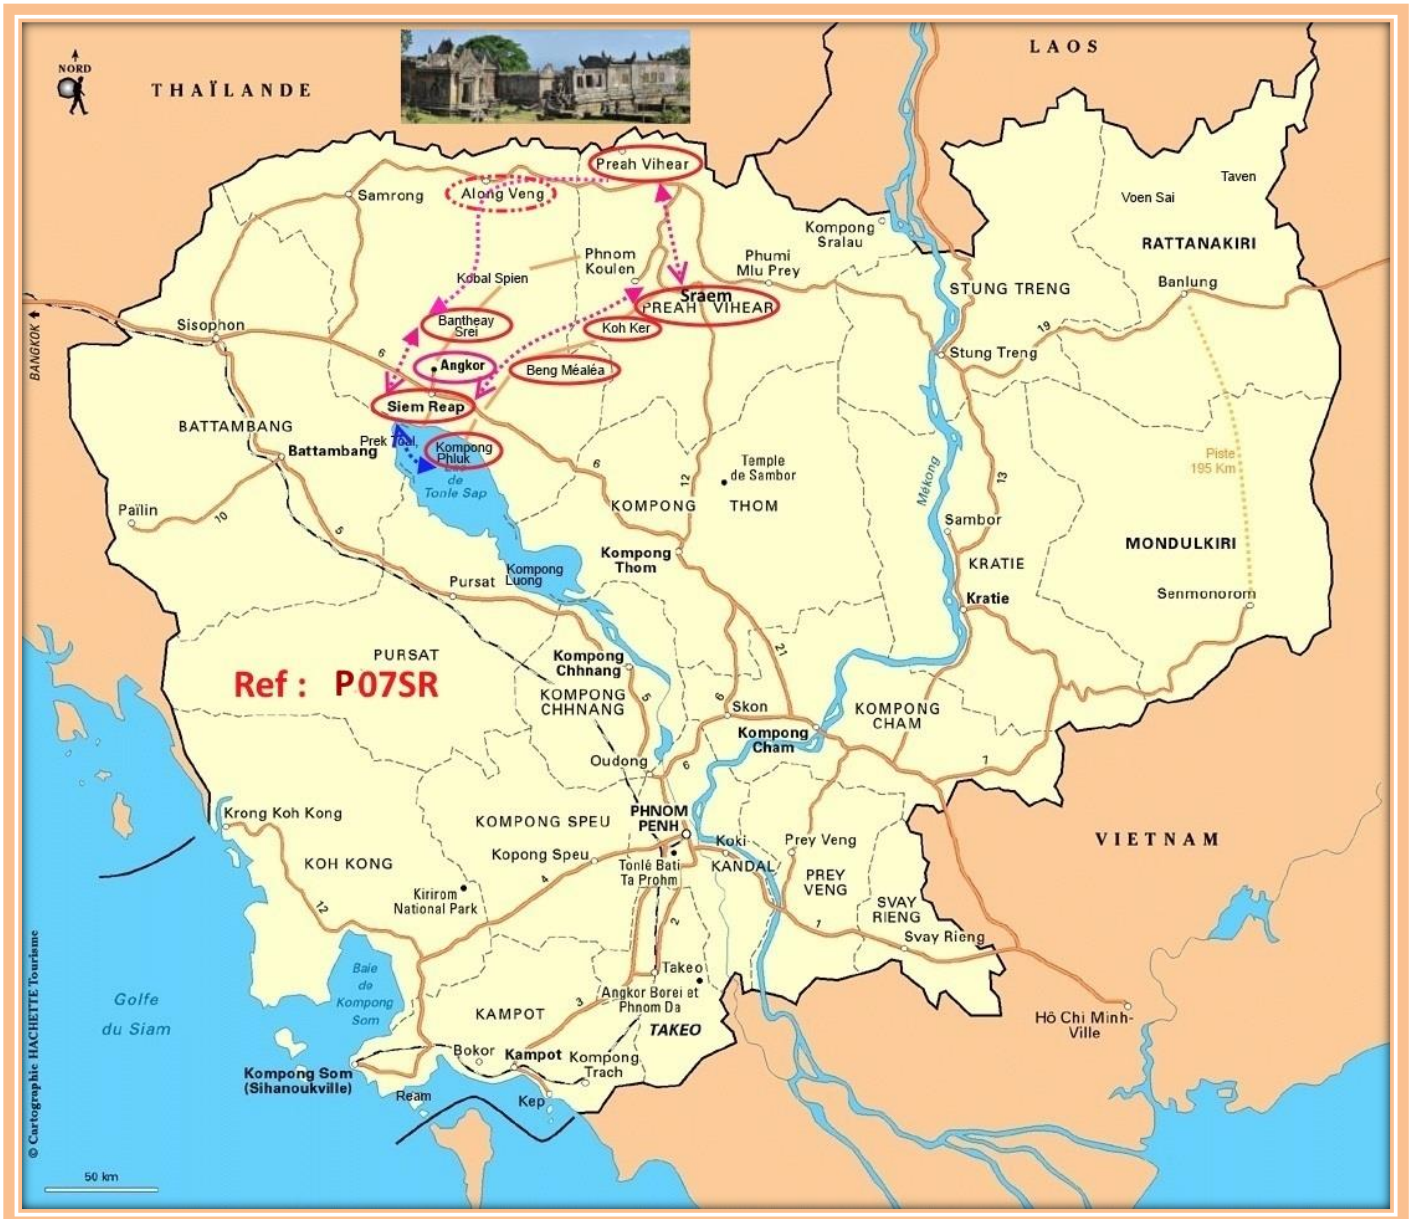 LAOS
NORD
THAÏLANDE
Preah Vihear
Samrong
Along Veng
Taven
Voen Sai
Kompong
Sralau
RATTANAKIRI
Phnom
Koulen
Phumi
Mlu Prey
Kobal Spien
Banlung
STUNG TRENG
Sraem
PREAH VIHEAR
BANGKOK
Sisophon
Bantheay
Srei
Koh Ker
19
6
Stung Treng
Angkor
Beng Méaléa
Siem Reap
BATTAMBANG
Prek Toal,
Battambang
Kompong
Phluk
de
Tonle Sap
6
12
Temple
de Sambor
Mékong
13
Piste
195 Km
Païlin
10
5
KOMPONG THOM
Sambor
MONDULKIRI
Kompong
Thom
KRATIE
Pursat
Kompong
Luong
Kratie
Senmonorom
PURSAT
Kompong
Chhnang
21
Ref : P07SR
KOMPONG
CHHNANG
5
6
Skon
KOMPONG
CHAM
Kompong
Cham
Oudong
6
7
Krong Koh Kong
KOMPONG SPEU
PHNOM
PENH
VIETNAM
Koki
Prey Veng
KOH KONG
Kopong Speu
Tonlé Bati
Ta Prohm
KANDAL
PREY
VENG
4
Kirirom
National Park
12
2
SVAY
RIENG
1
Svay Rieng
Takeo
Baie
de
Kompong
Som
Golfe
du Siam
Angkor Borei et
Phnom Da
3
KAMPOT
TAKEO
Hô Chi Minh-
Ville
Bokor
Kampot
Kompong
Trach
Kompong Som
(Sihanoukville)
Ream
Kep
© Cartographie HACHETTE Tourisme
50 km